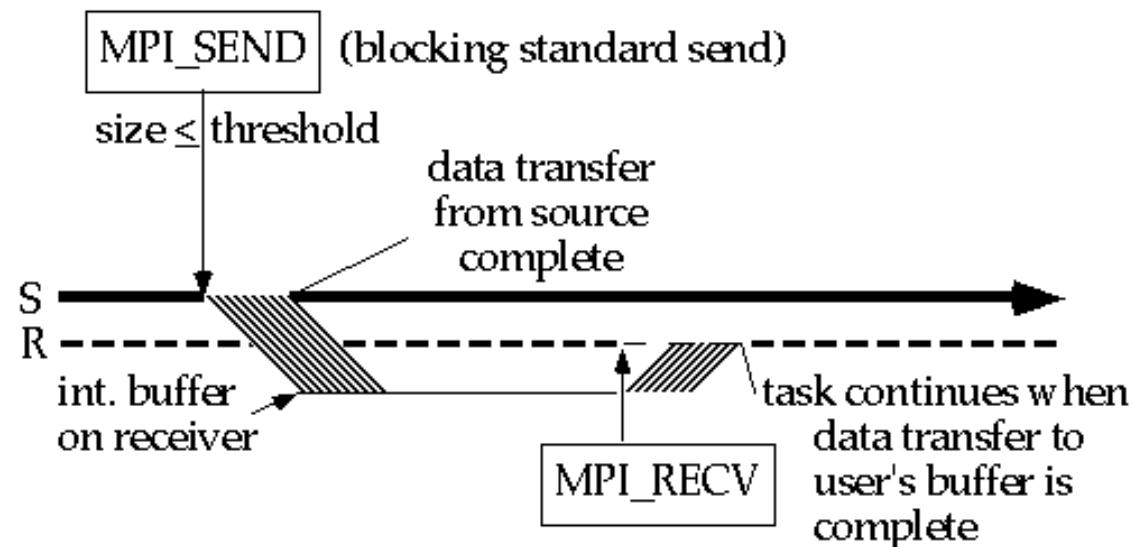 MPI_SEND (blocking standard send)
size ≤ threshold
data transfer
from source
complete
S
R
int. buffer
on receiver
MPI_RECV
task continues when
data transfer to
user's buffer is
complete